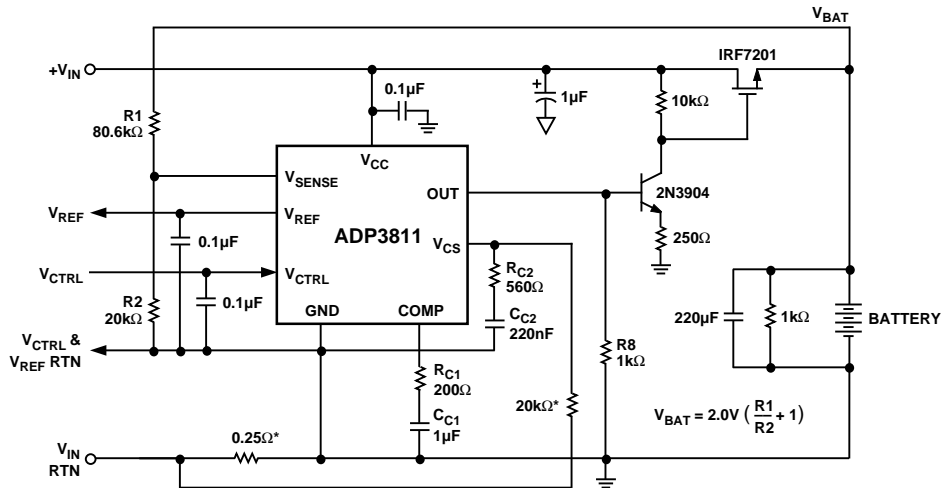 V_BAT
+V_IN
IRF7201
R1
80.6kΩ
0.1μF
+
1μF
10kΩ
V_CC
V_SENSE
OUT
2N3904
V_REF
V_REF
ADP3811
0.1μF
V_CS
250Ω
V_CTRL
V_CTRL
R_C2
560Ω
R2
20kΩ
0.1μF
GND
COMP
C_C2
220nF
220μF
1kΩ
BATTERY
V_CTRL &
V_REF RTN
R8
1kΩ
R_C1
200Ω
20kΩ*
C_C1
1μF
V_BAT = 2.0V (R1/R2 + 1)
V_IN
RTN
0.25Ω*